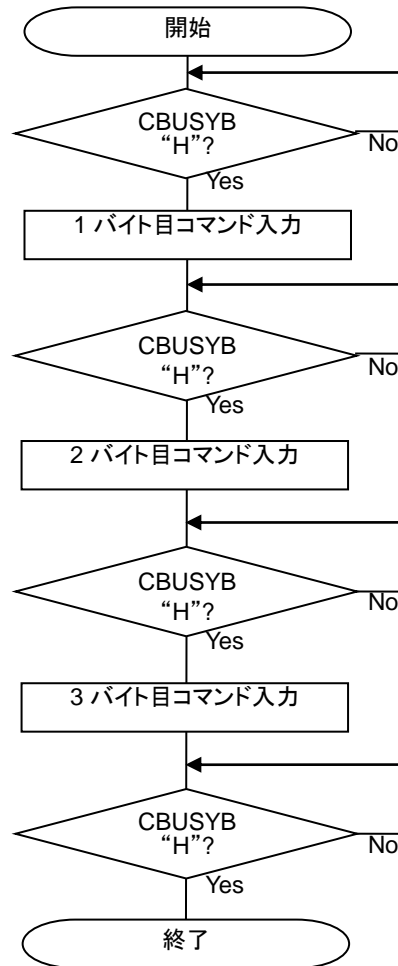 開始
CBUSYB
“H”?
No
Yes
1 バイト目コマンド入力
CBUSYB
“H”?
No
Yes
2 バイト目コマンド入力
CBUSYB
“H”?
No
Yes
3 バイト目コマンド入力
CBUSYB
“H”?
No
Yes
終了